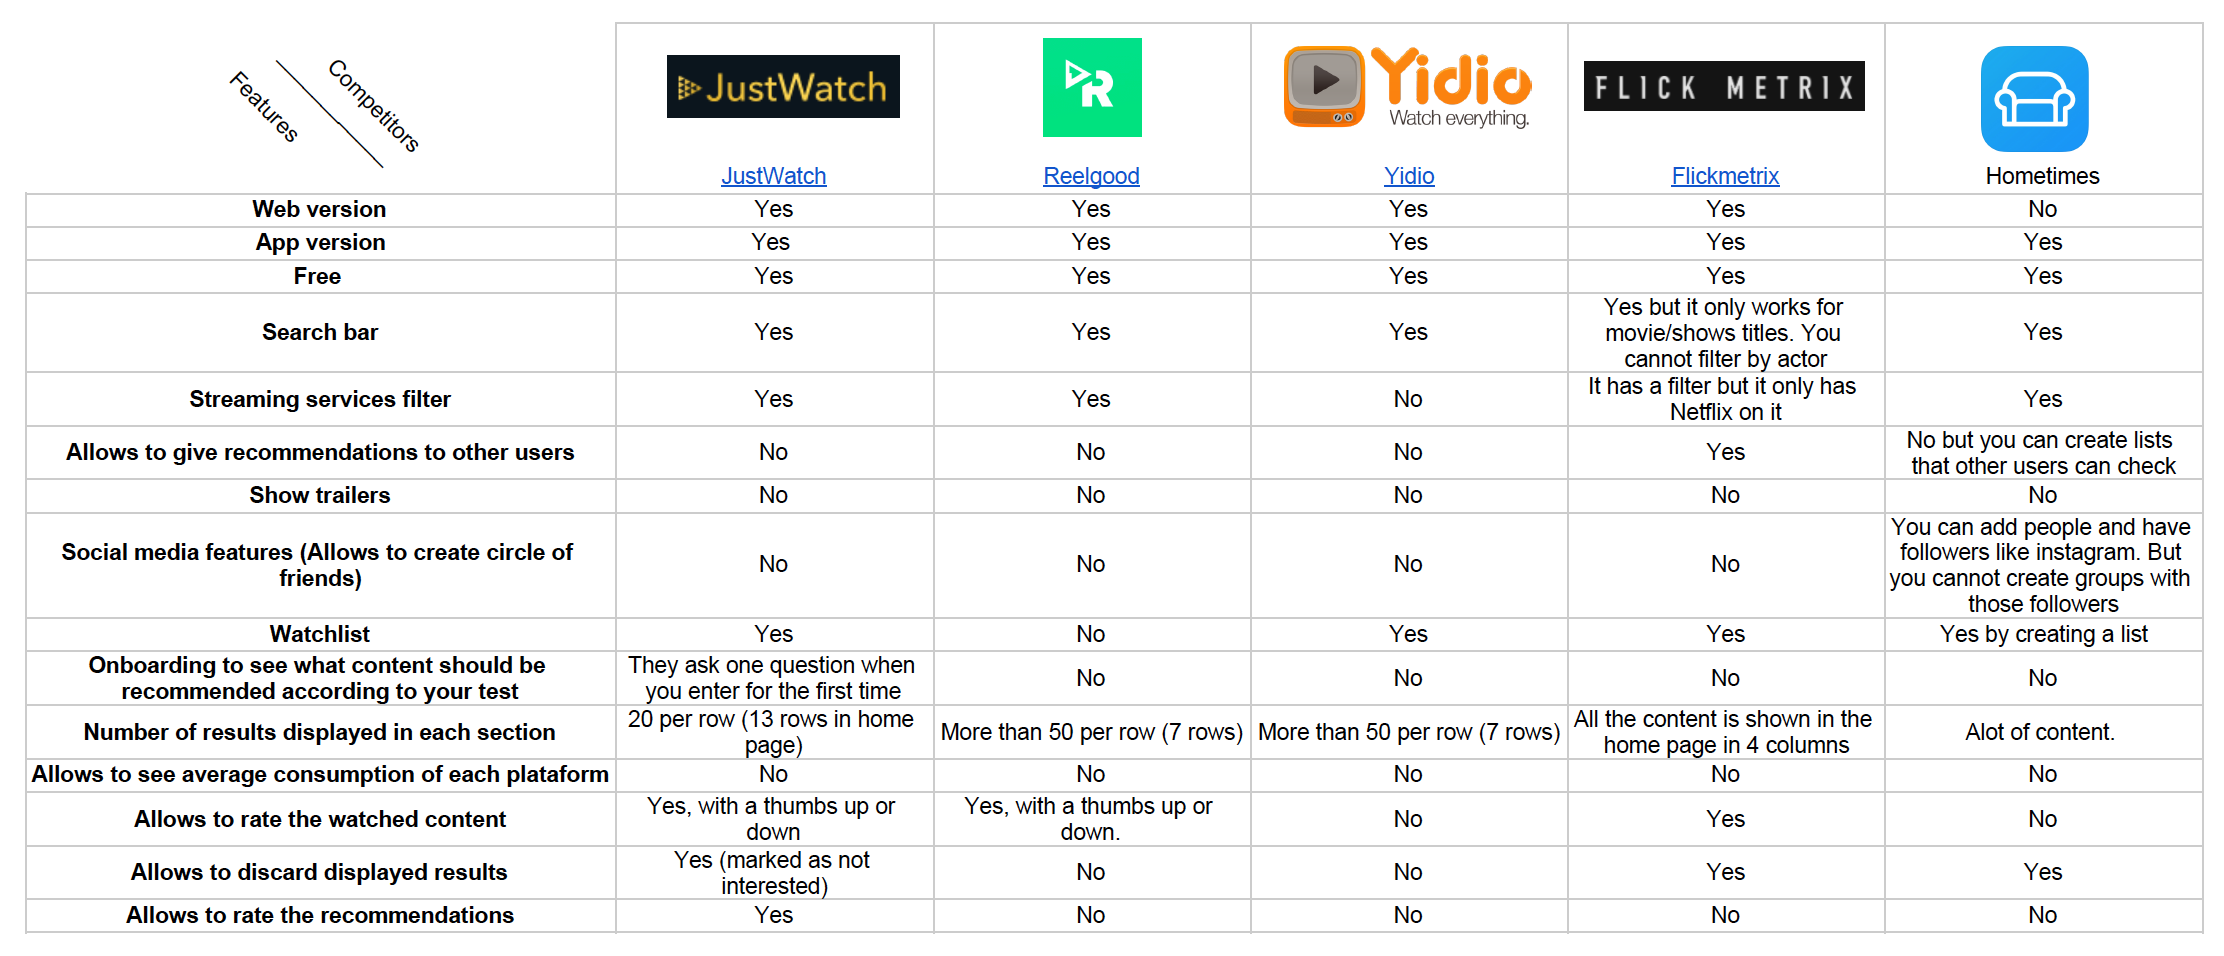 Features
Competitors
JustWatch
R
Yidio
Watch everything.
FLICK METRIX
JustWatch
Reelgood
Yidio
Flickmetrix
Hometimes
Web version
Yes
Yes
Yes
Yes
No
App version
Yes
Yes
Yes
Yes
Yes
Free
Yes
Yes
Yes
Yes
Yes
Search bar
Yes
Yes
Yes
Yes but it only works for
movie/shows titles. You
cannot filter by actor
Yes
Streaming services filter
Yes
Yes
No
It has a filter but it only has
Netflix on it
Yes
Allows to give recommendations to other users
No
No
No
Yes
No but you can create lists
that other users can check
Show trailers
No
No
No
No
No
Social media features (Allows to create circle of
friends)
No
No
No
No
You can add people and have
followers like instagram. But
you cannot create groups with
those followers
Watchlist
Yes
No
Yes
Yes
Yes by creating a list
Onboarding to see what content should be
recommended according to your test
They ask one question when
you enter for the first time
No
No
No
No
Number of results displayed in each section
20 per row (13 rows in home
page)
More than 50 per row (7 rows)
More than 50 per row (7 rows)
All the content is shown in the
home page in 4 columns
Alot of content.
Allows to see average consumption of each plataform
No
No
No
No
No
Allows to rate the watched content
Yes, with a thumbs up or
down
Yes, with a thumbs up or
down.
No
Yes
No
Allows to discard displayed results
Yes (marked as not
interested)
No
No
Yes
Yes
Allows to rate the recommendations
Yes
No
No
No
No